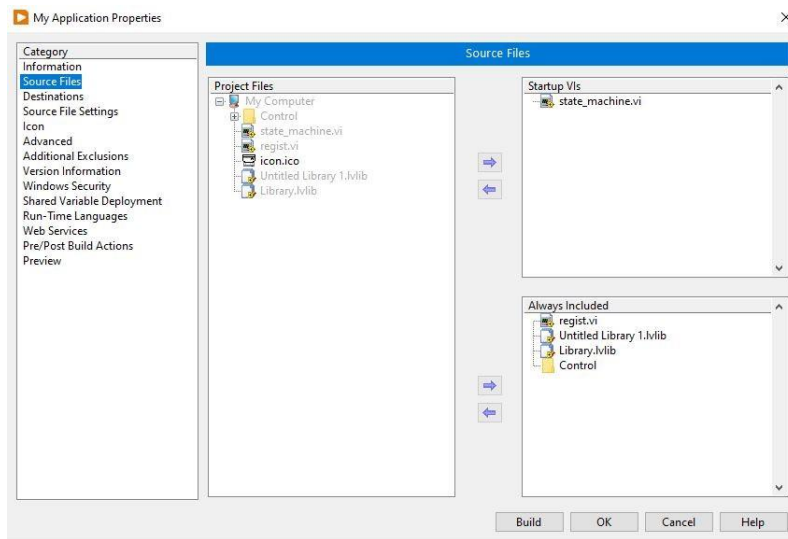 My Application Properties
Category
Information
Source Files
Destinations
Source File Settings
Icon
Advanced
Additional Exclusions
Version Information
Windows Security
Shared Variable Deployment
Run-Time Languages
Web Services
Pre/Post Build Actions
Preview
Source Files
Project Files
My Computer
Control
state_machine.vi
regist.vi
icon.ico
Untitled Library 1.lvlib
Library.lvlib
Startup VIs
state_machine.vi
Always Included
regist.vi
Untitled Library 1.lvlib
Library.lvlib
Control
Build OK Cancel Help